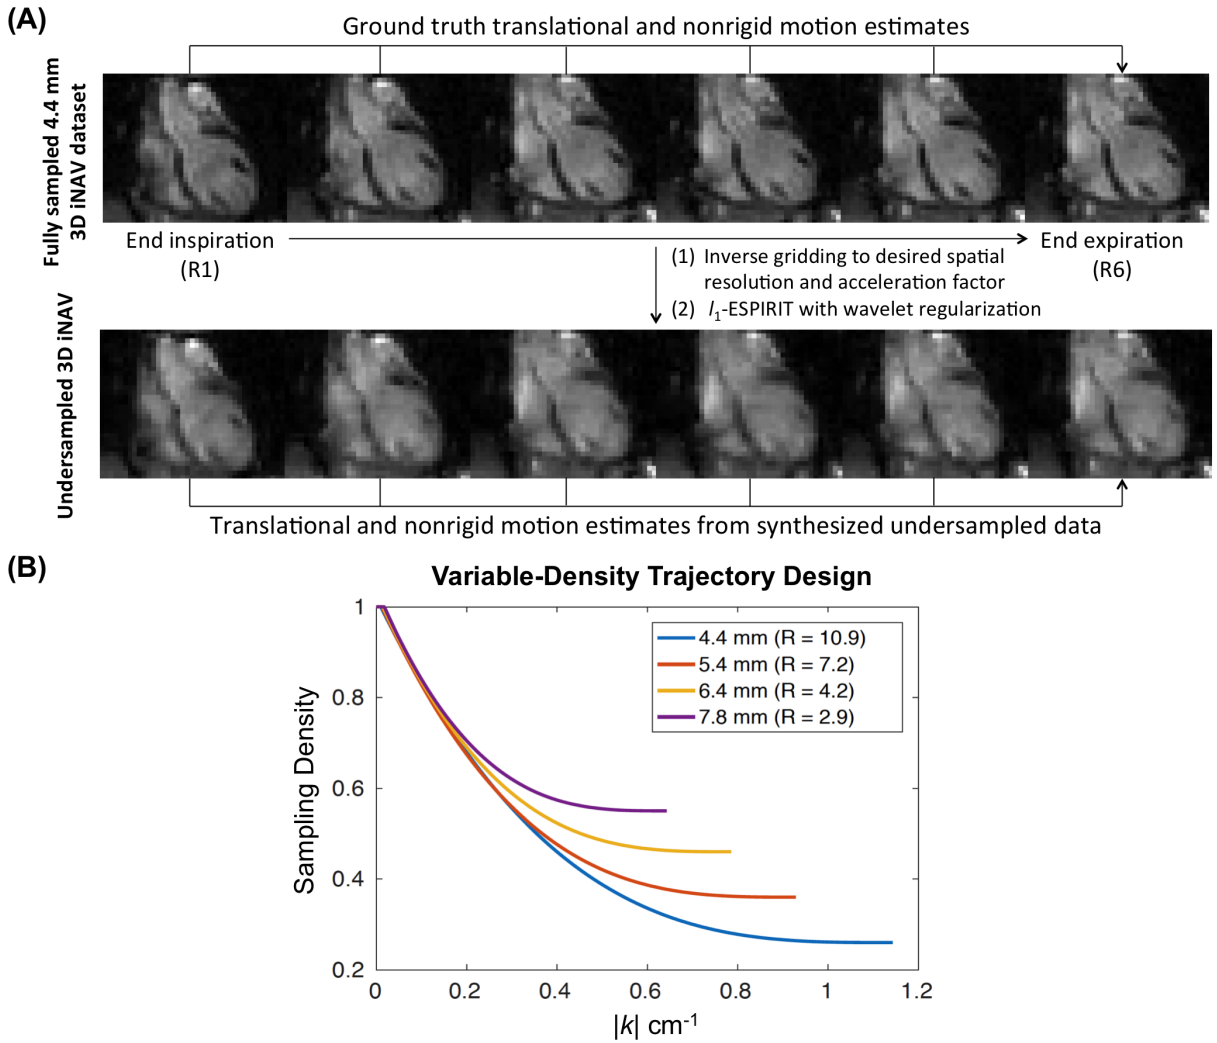 (A)
Ground truth translational and nonrigid motion estimates
Fully sampled 4.4 mm
3D iNAV dataset
End inspiration
(R1)
End expiration
(R6)
(1) Inverse gridding to desired spatial
resolution and acceleration factor
(2) l1-ESPIRIT with wavelet regularization
Undersampled 3D iNAV
Translational and nonrigid motion estimates from synthesized undersampled data
(B)
Variable-Density Trajectory Design
Sampling Density
1
0.8
0.6
0.4
0.2
4.4 mm (R = 10.9)
5.4 mm (R = 7.2)
6.4 mm (R = 4.2)
7.8 mm (R = 2.9)
0 0.2 0.4 0.6 0.8 1 1.2
|k| cm-1